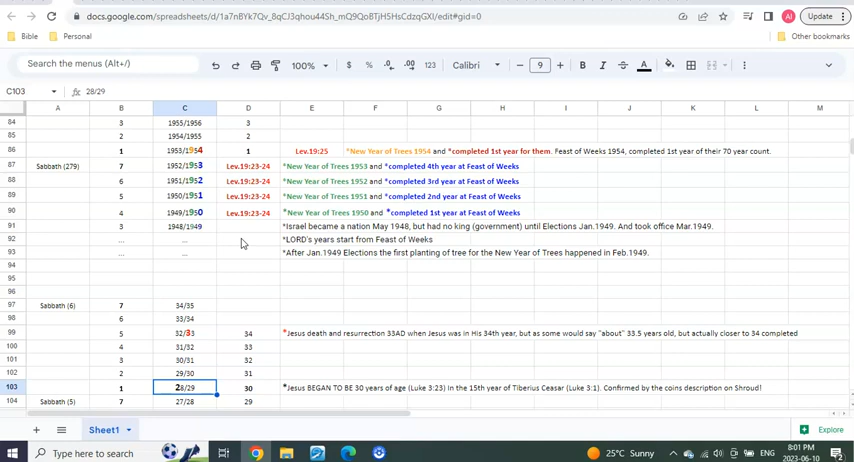 docs.google.com/spreadsheets/d/1a7nBYk7Qv_8qCJ3qhou44Sh_mQ9QoBTjH5HsCdzqGXI/edit#gid=0
AI Update
Bible Personal Other bookmarks
Search the menus (Alt+/) 100% $ % .0 .00 123 Calibri 9 B I S A
C103 28/29
A B C D E F G H I J K L M
84 3 1955/1956 3
85 2 1954/1955 2
86 1 1953/1954 1 Lev.19:25 *New Year of Trees 1954 and *completed 1st year for them. Feast of Weeks 1954, completed 1st year of their 70 year count.
87 Sabbath (279) 7 1952/1953 Lev.19:23-24 *New Year of Trees 1953 and *completed 4th year at Feast of Weeks
88 6 1951/1952 Lev.19:23-24 *New Year of Trees 1952 and *completed 3rd year at Feast of Weeks
89 5 1950/1951 Lev.19:23-24 *New Year of Trees 1951 and *completed 2nd year at Feast of Weeks
90 4 1949/1950 Lev.19:23-24 *New Year of Trees 1950 and *completed 1st year at Feast of Weeks
91 3 1948/1949 *Israel became a nation May 1948, but had no king (government) until Elections Jan.1949. And took office Mar.1949.
92 ... ... *LORD's years start from Feast of Weeks
93 ... ... *After Jan.1949 Elections the first planting of tree for the New Year of Trees happened in Feb.1949.
94
95
96
97 Sabbath (6) 7 34/35
98 6 33/34
99 5 32/33 34 *Jesus death and resurrection 33AD when Jesus was in His 34th year, but as some would say "about" 33.5 years old, but actually closer to 34 completed
100 4 31/32 33
101 3 30/31 32
102 2 29/30 31
103 1 28/29 30 *Jesus BEGAN TO BE 30 years of age (Luke 3:23) In the 15th year of Tiberius Ceasar (Luke 3:1). Confirmed by the coins description on Shroud!
104 Sabbath (5) 7 27/28 29
Sheet1 Explore
Type here to search 25°C Sunny ENG 8:01 PM
2023-06-10 2